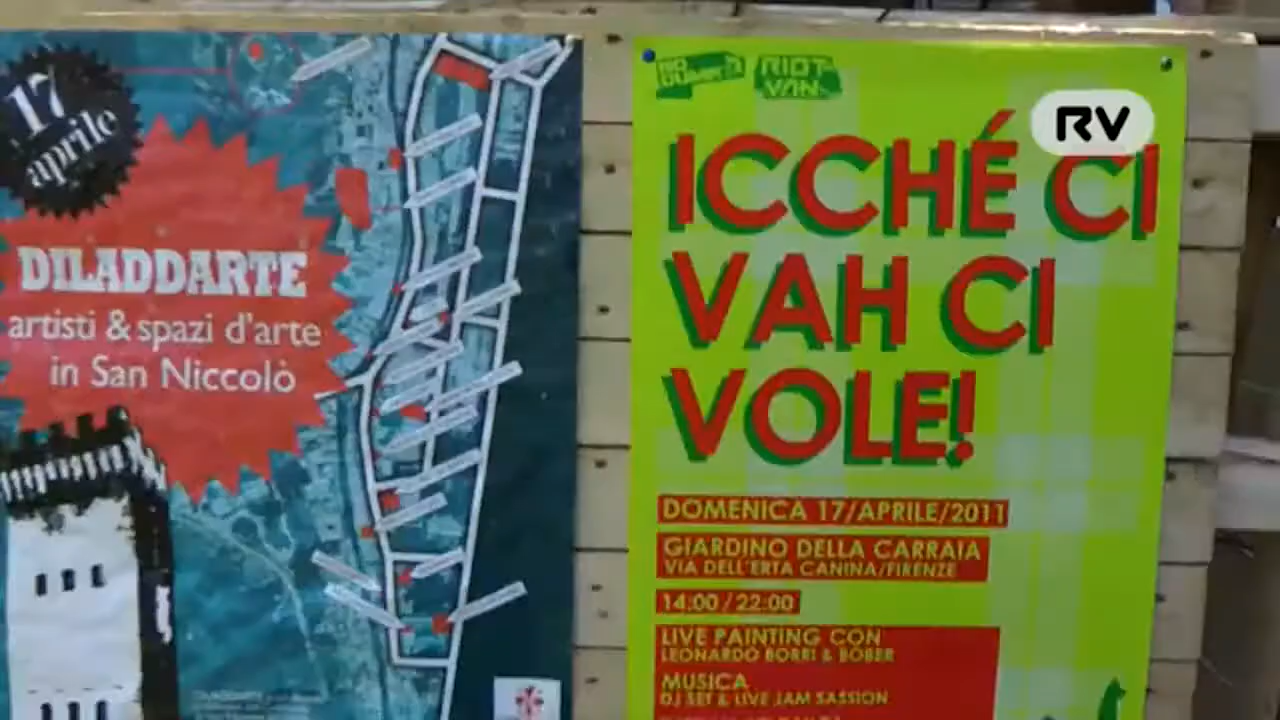 17
aprile
DILADDARTE
artisti & spazi d'arte
in San Niccolò
RIOT
VAN
RV
ICCHÉ CI
VAH CI
VOLE!
DOMENICA 17/APRILE/2011
GIARDINO DELLA CARRAIA
VIA DELL'ERTA CANINA/FIRENZE
14:00/22:00
LIVE PAINTING CON
LEONARDO BORRI & BOBER
MUSICA
DJ SET & LIVE JAM SASSION